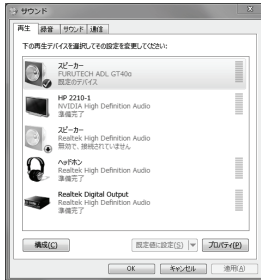 サウンド
再生 録音 サウンド 通信
下の再生デバイスを選択してその設定を変更してください:
スピーカー
FURUTECH ADL GT40α
既定のデバイス
HP 2210-1
NVIDIA High Definition Audio
準備完了
スピーカー
Realtek High Definition Audio
無効で、接続されていません
ヘッドホン
Realtek High Definition Audio
準備完了
Realtek Digital Output
Realtek High Definition Audio
準備完了
構成(C) 既定値に設定(S) プロパティ(P)
OK キャンセル 適用(A)